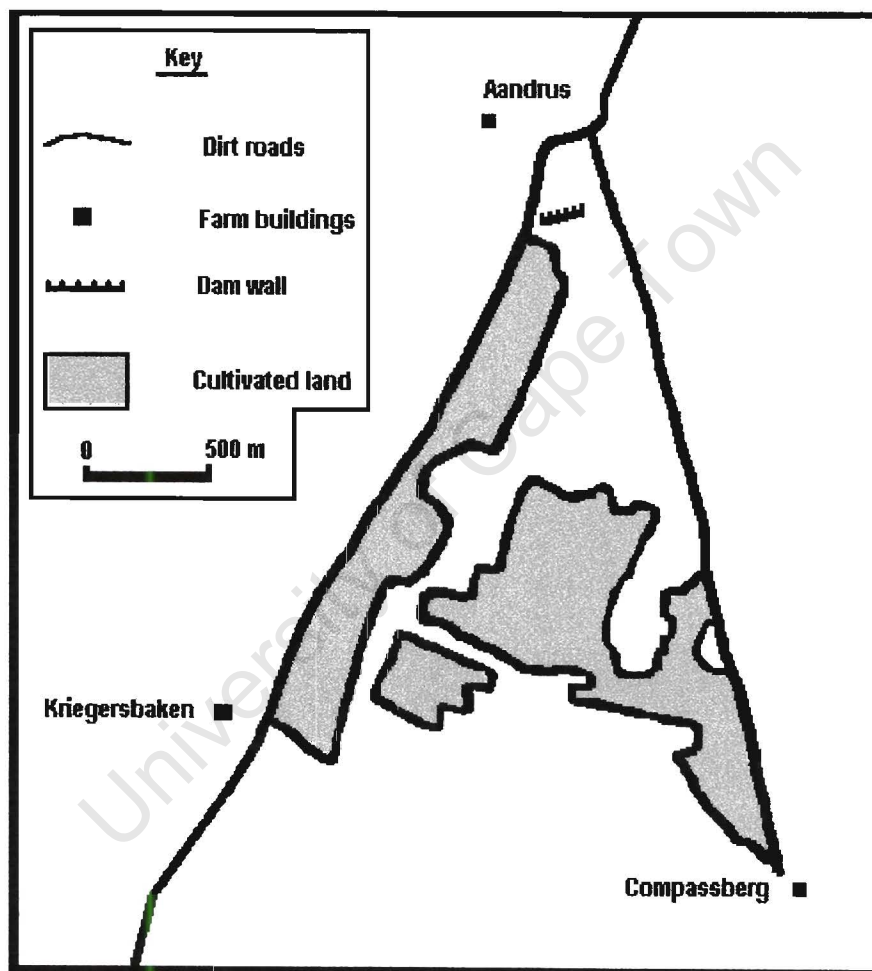 Key
Dirt roads
Farm buildings
Dam wall
Cultivated land
0 500 m
Aandrus
Kriegersbaken
Compassberg
University of Cape Town